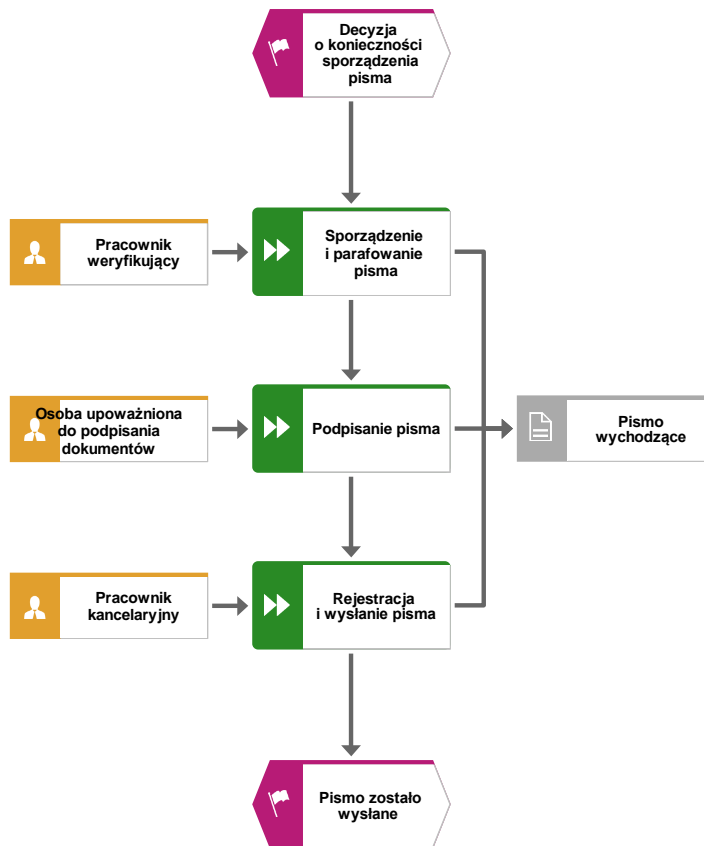 Decyzja
o konieczności
sporządzenia
pisma
Pracownik
weryfikujący
Sporządzenie
i parafowanie
pisma
Osoba upoważniona
do podpisania
dokumentów
Podpisanie pisma
Pismo
wychodzące
Pracownik
kancelaryjny
Rejestracja
i wysłanie pisma
Pismo zostało
wysłane